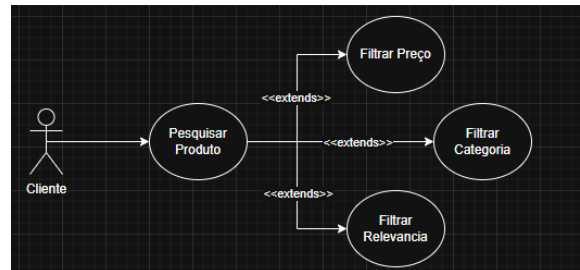 Filtrar Preço
<<extends>>
Pesquisar
Produto
<<extends>>
Filtrar
Categoria
Cliente
<<extends>>
Filtrar
Relevancia